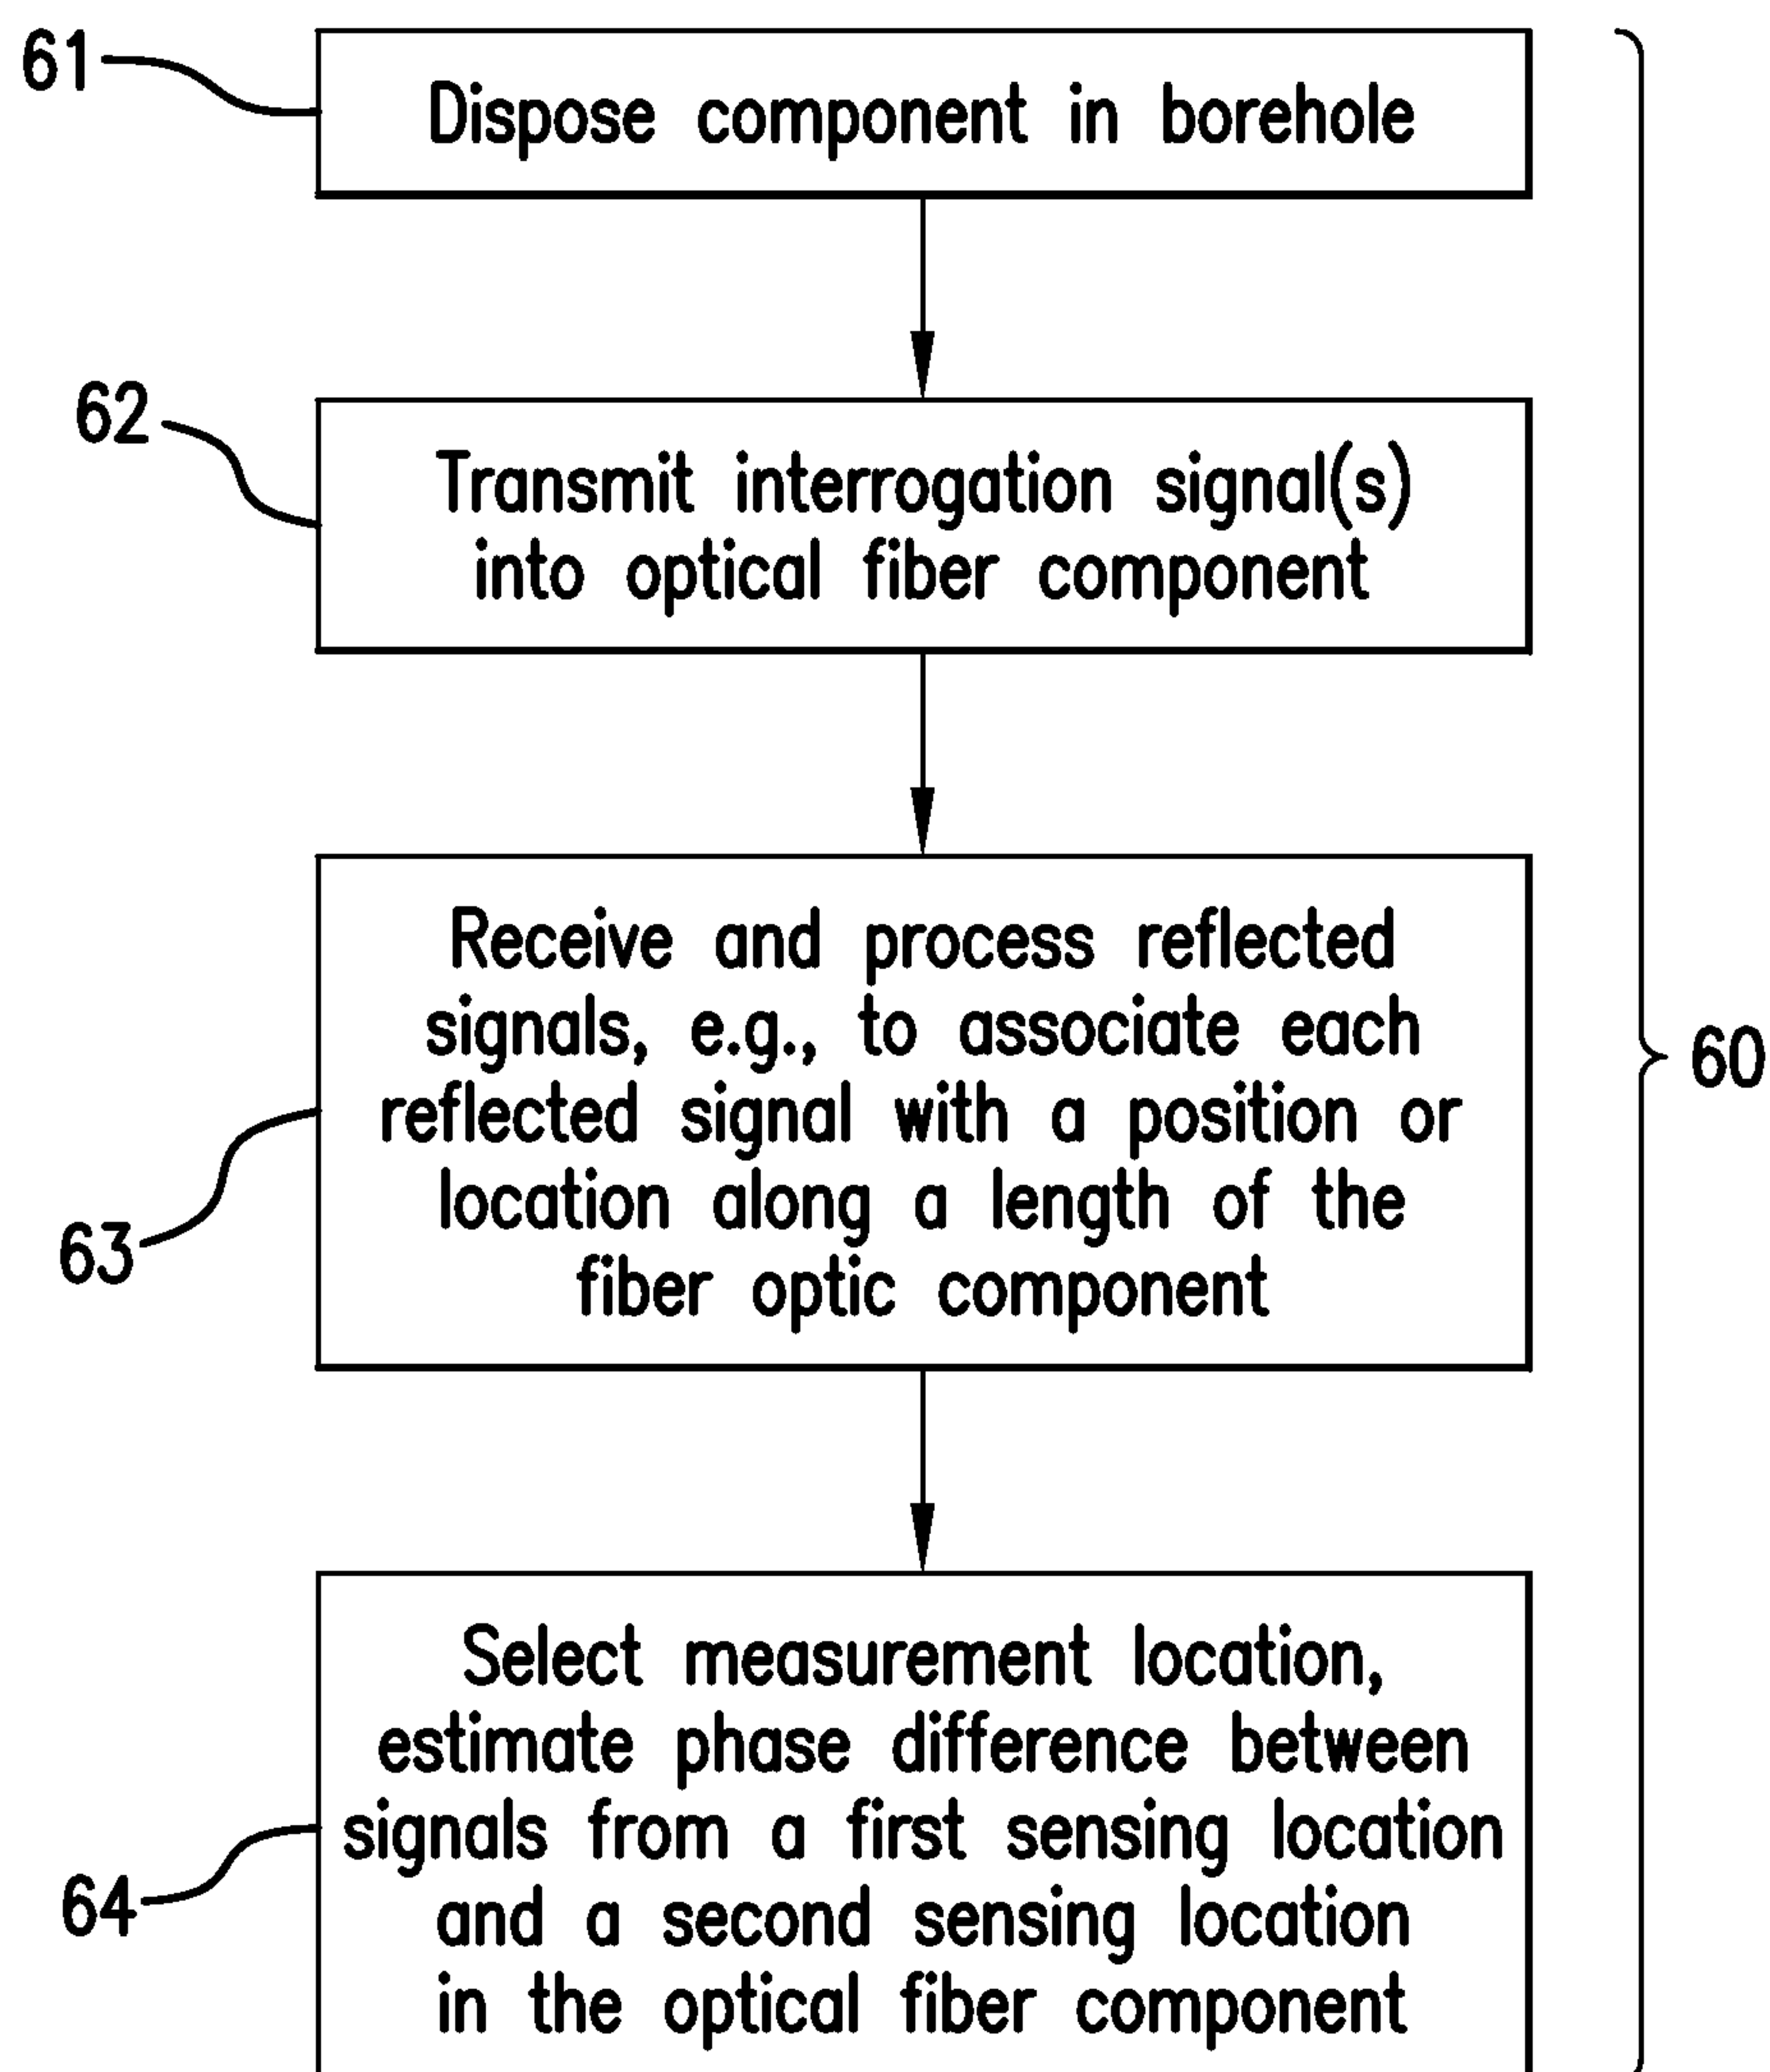 61
Dispose component in borehole
62
Transmit interrogation signal(s)
into optical fiber component
Receive and process reflected
signals, e.g., to associate each
reflected signal with a position or
location along a length of the
fiber optic component
63
60
Select measurement location,
estimate phase difference between
signals from a first sensing location
and a second sensing location
in the optical fiber component
64